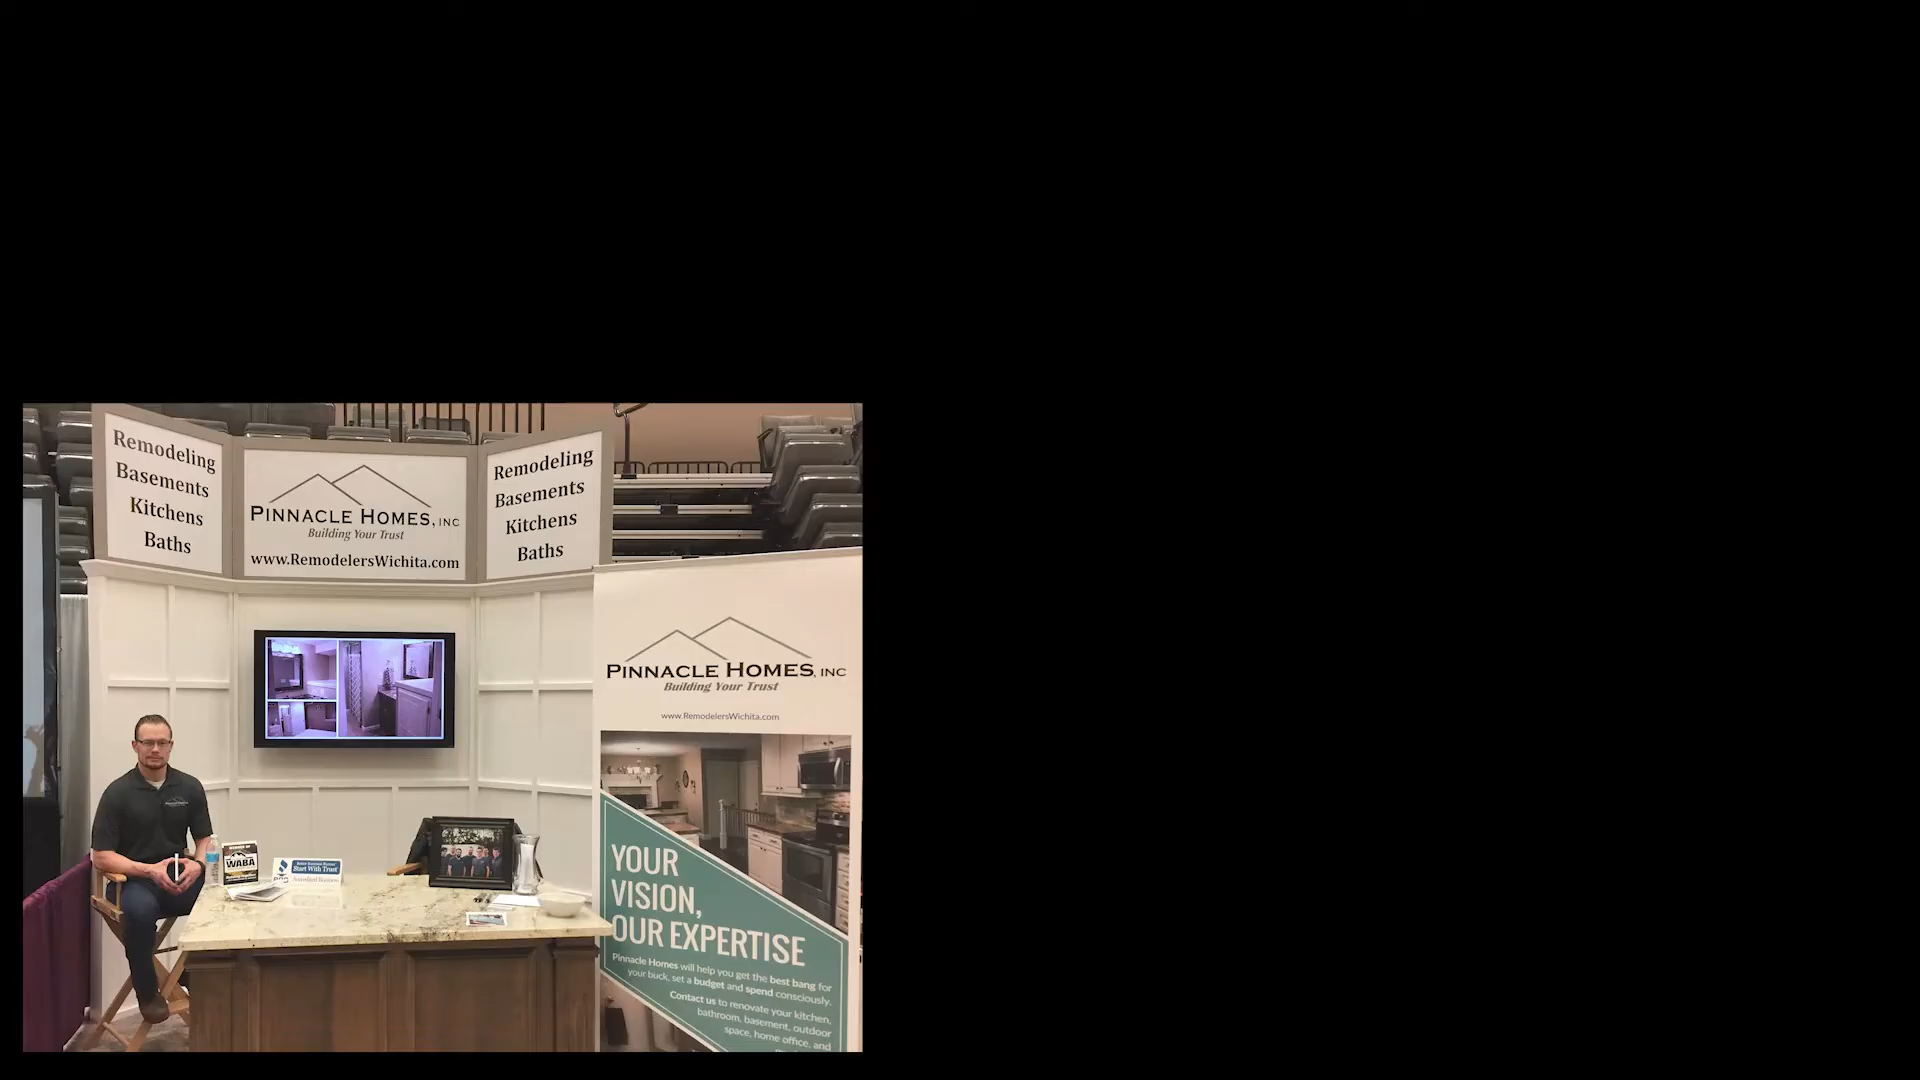 Remodeling
Basements
Kitchens
Baths
PINNACLE HOMES, INC
Building Your Trust
www.RemodelersWichita.com
Remodeling
Basements
Kitchens
Baths
PINNACLE HOMES, INC
Building Your Trust
www.RemodelersWichita.com
YOUR
VISION,
OUR EXPERTISE
Pinnacle Homes will help you get the best bang for
your buck, set a budget and spend consciously.
Contact us to renovate your kitchen,
bathroom, basement, outdoor
space, home office, and
WABA
Start With Trust
Accredited Business